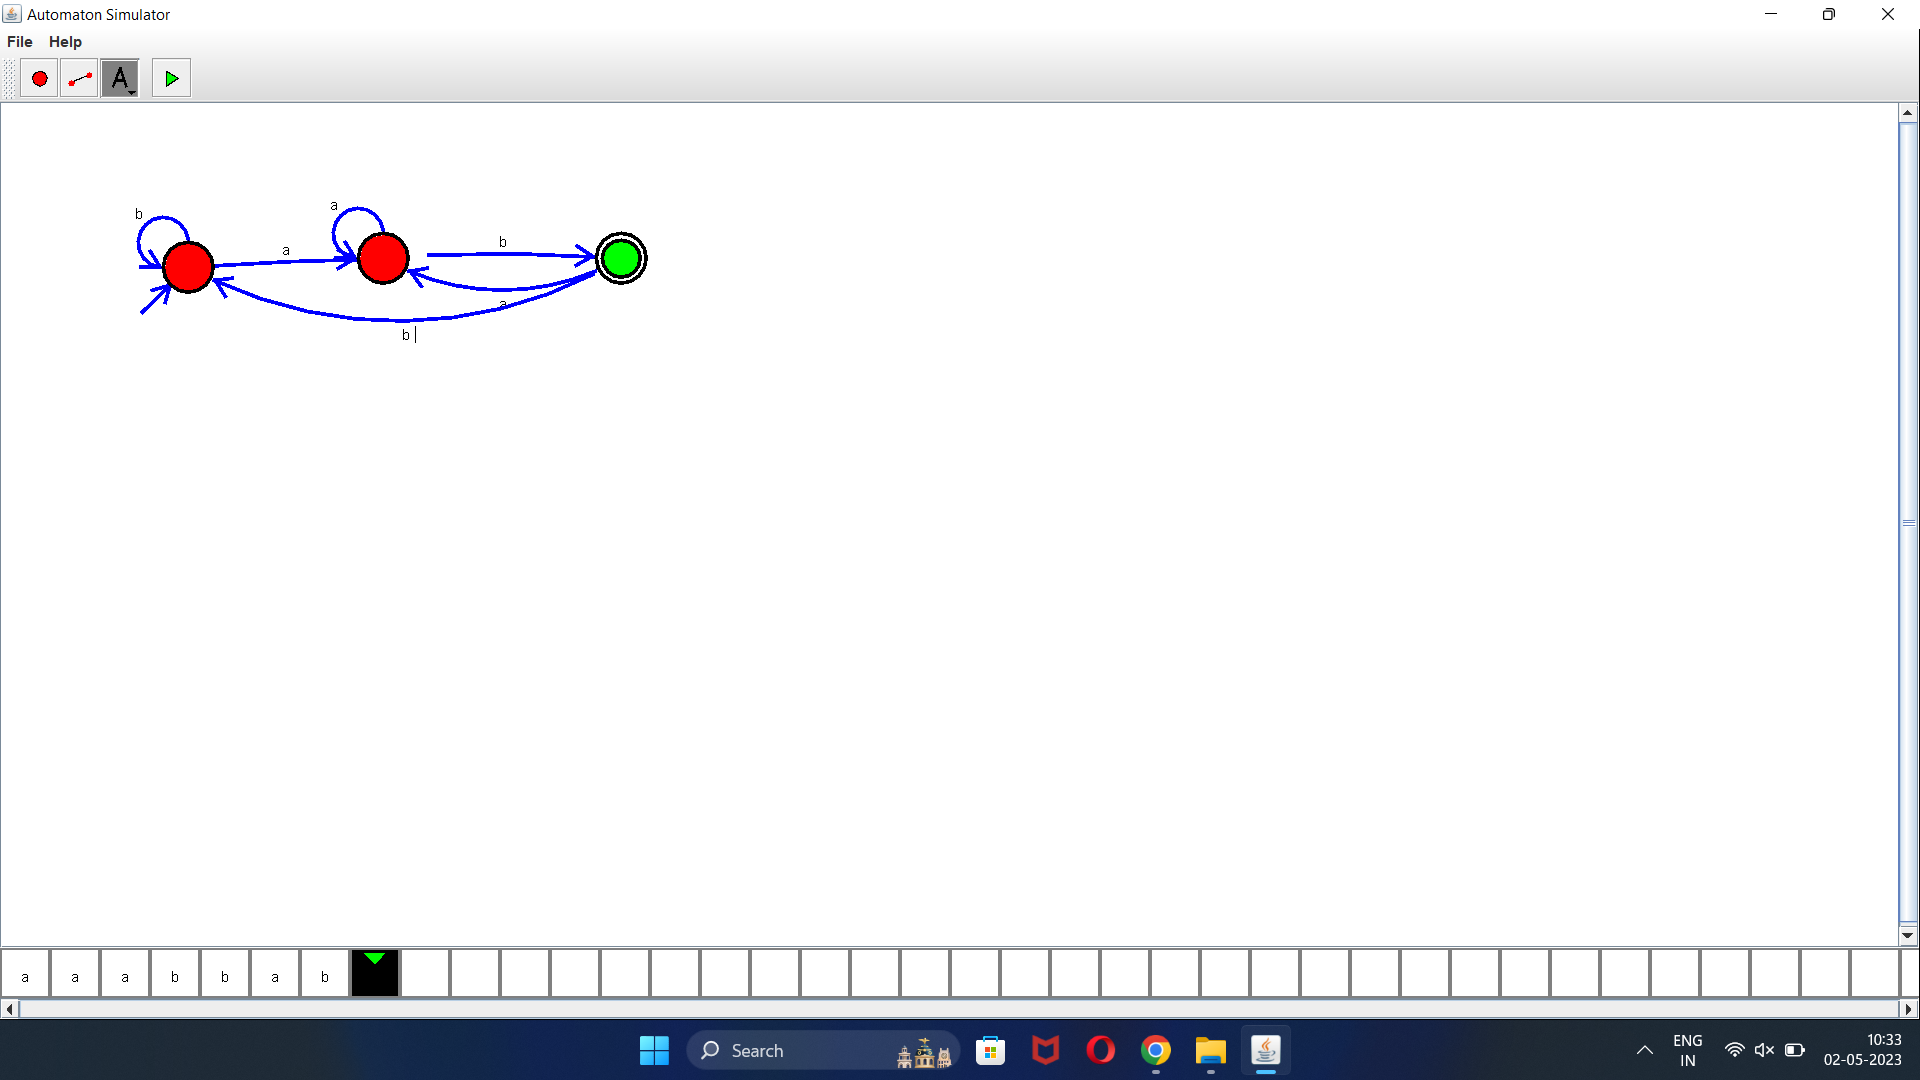 Automaton Simulator
File Help
A
b
a
a
b
a
b
a a a b b a b
Search
ENG
IN
10:33
02-05-2023